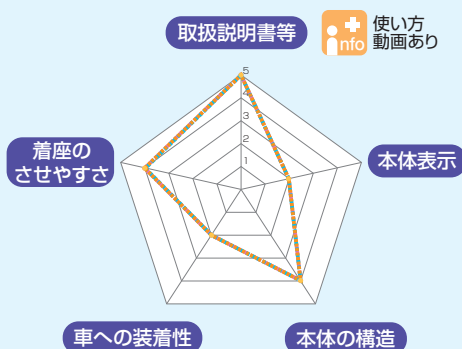 取扱説明書等
info
使い方
動画あり
5
4
3
2
1
着座の
させやすさ
本体表示
車への装着性
本体の構造